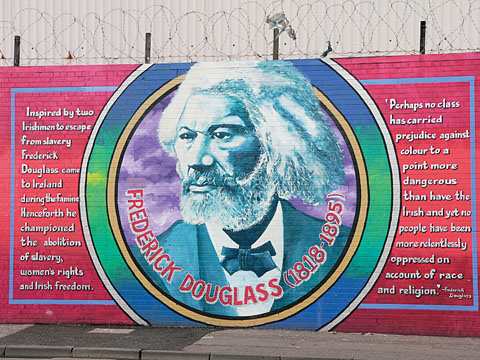 Inspired by two
Irishmen to escape
from slavery
Frederick
Douglass came
to Ireland
during the famine
Henceforth he
championed
the abolition
of slavery,
women's rights
and Irish freedom.
FREDERICK DOUGLASS (1818-1895)
'Perhaps no class
has carried
prejudice against
colour to a
point more
dangerous
than have the
Irish and yet no
people have been
more relentlessly
oppressed on
account of race
and religion.' -Frederick
Douglass